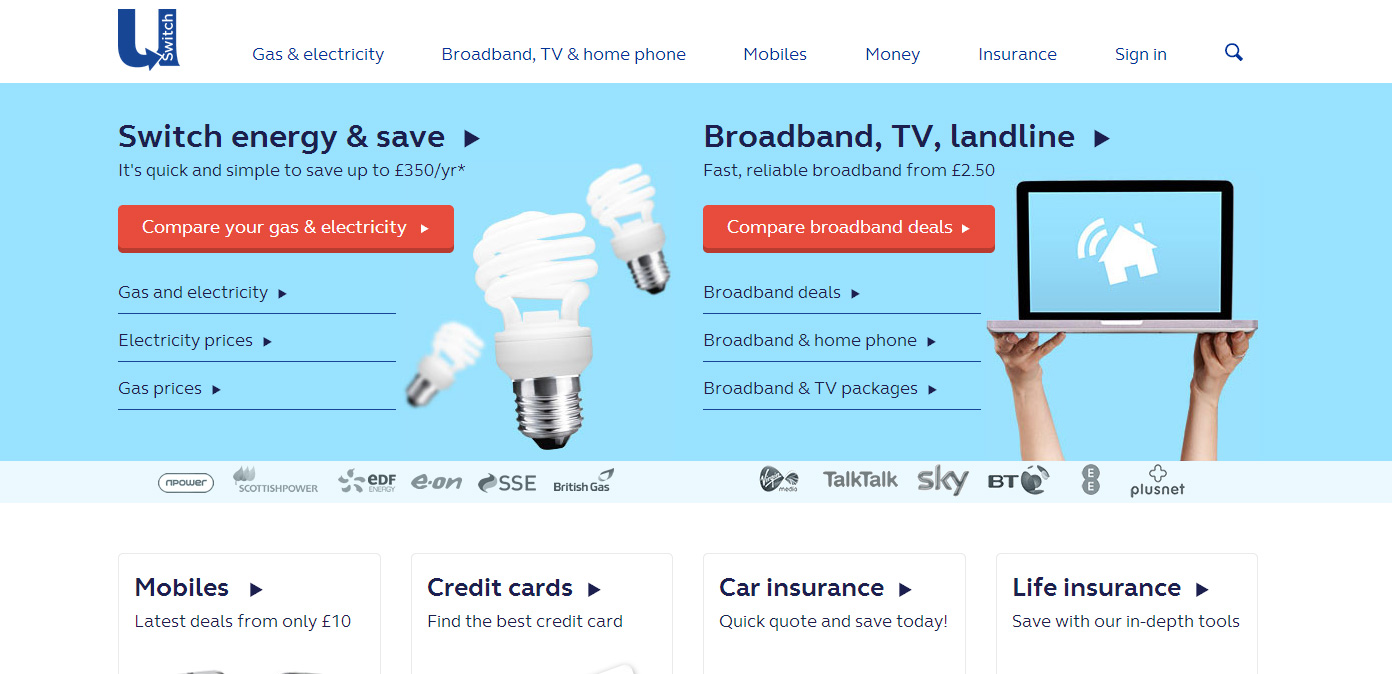 U Switch
Gas & electricity Broadband, TV & home phone Mobiles Money Insurance Sign in
Switch energy & save
It's quick and simple to save up to £350/yr*
Compare your gas & electricity
Gas and electricity
Electricity prices
Gas prices
Broadband, TV, landline
Fast, reliable broadband from £2.50
Compare broadband deals
Broadband deals
Broadband & home phone
Broadband & TV packages
npower SCOTTISHPOWER eDF ENERGY e·on SSE British Gas Virgin media TalkTalk sky BT EE plusnet
Mobiles
Latest deals from only £10
Credit cards
Find the best credit card
Car insurance
Quick quote and save today!
Life insurance
Save with our in-depth tools